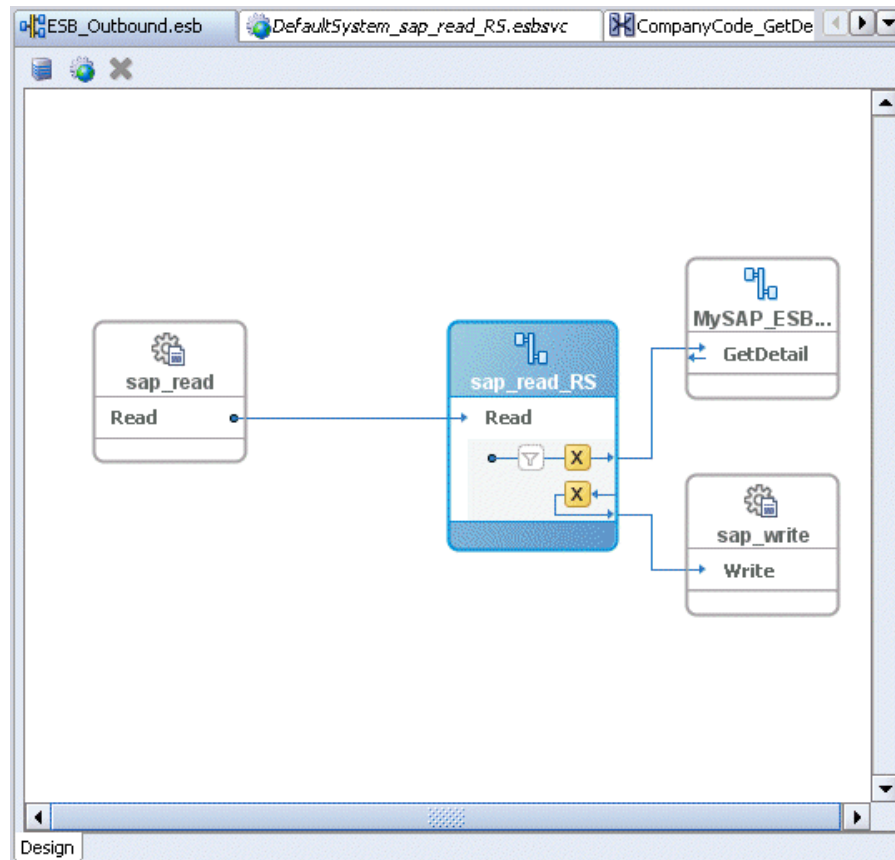 ESB_Outbound.esb DefaultSystem_sap_read_RS.esbsvc CompanyCode_GetDe
MySAP_ESB...
GetDetail
sap_read
Read
sap_read_RS
Read
X
X
sap_write
Write
Design